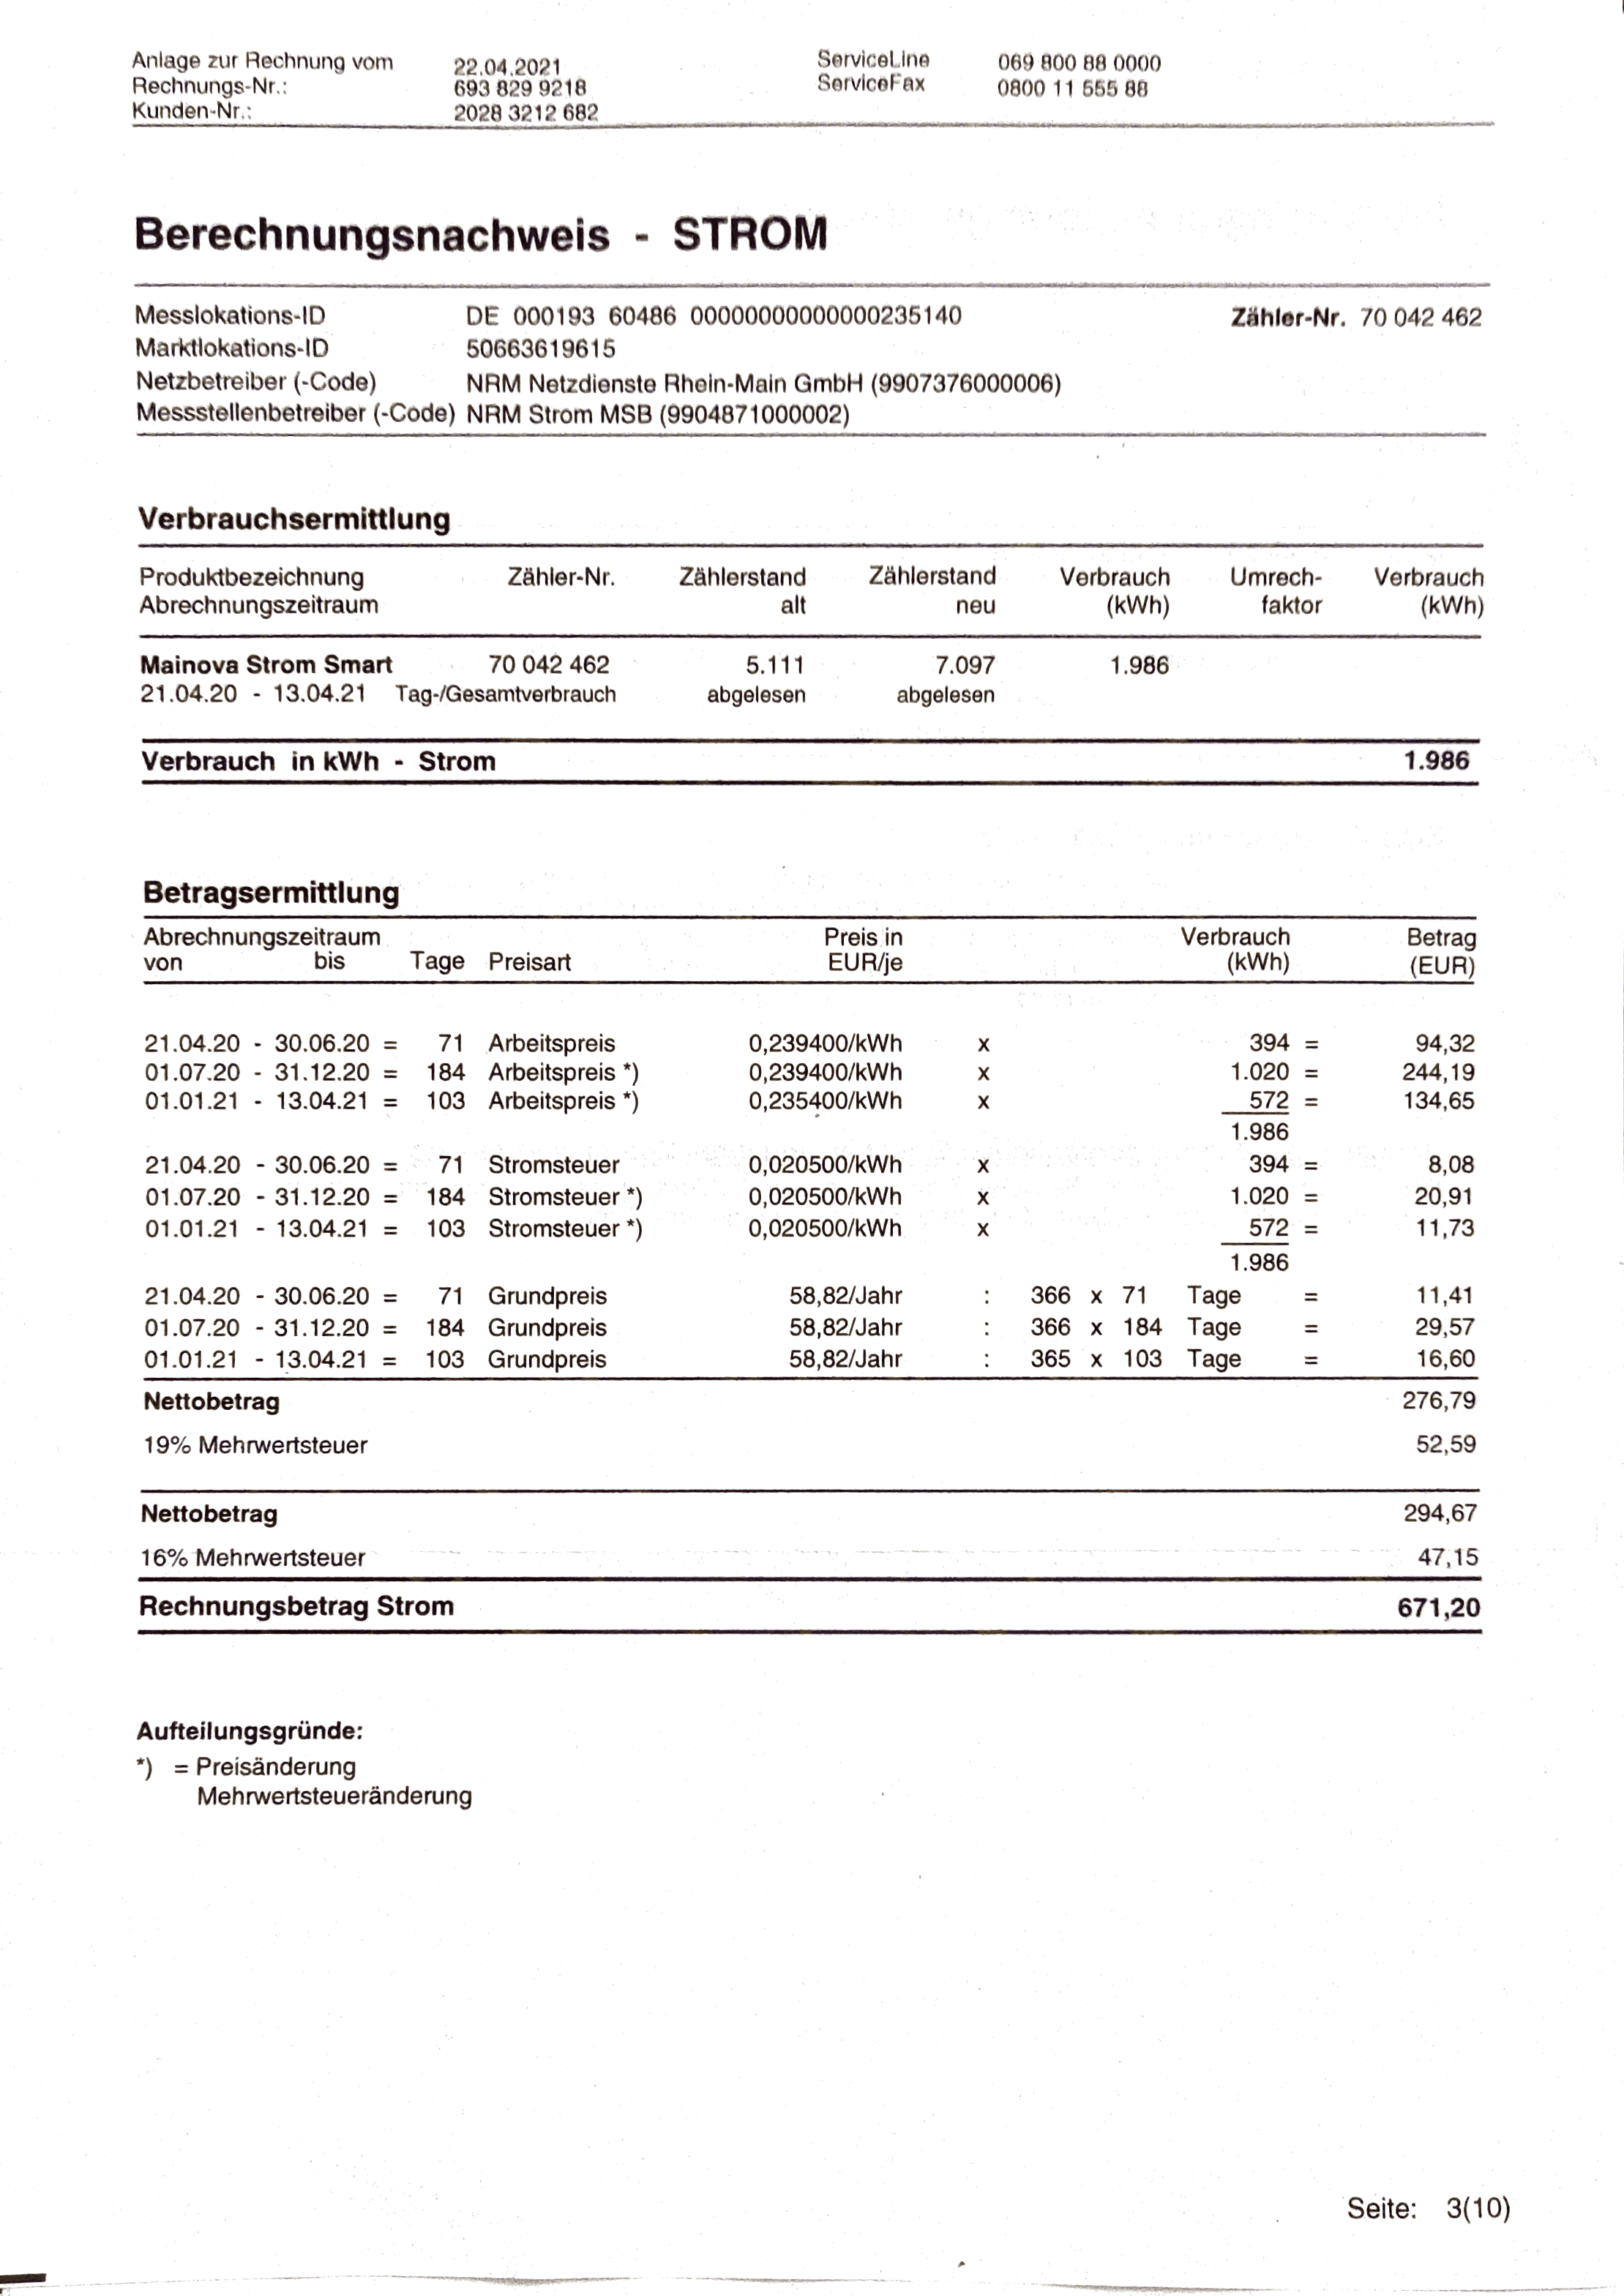 Anlage zur Rechnung vom 22.04.2021 ServiceLine 069 800 88 0000
Rechnungs-Nr.: 693 829 9218 ServiceFax 0800 11 555 88
Kunden-Nr.: 2028 3212 682
Berechnungsnachweis - STROM
Messlokations-ID DE 000193 60486 00000000000000235140 Zähler-Nr. 70 042 462
Marktlokations-ID 50663619615
Netzbetreiber (-Code) NRM Netzdienste Rhein-Main GmbH (9907376000006)
Messstellenbetreiber (-Code) NRM Strom MSB (9904871000002)
Verbrauchsermittlung
Produktbezeichnung Zähler-Nr. Zählerstand Zählerstand Verbrauch Umrech- Verbrauch
Abrechnungszeitraum alt neu (kWh) faktor (kWh)
Mainova Strom Smart 70 042 462 5.111 7.097 1.986
21.04.20 - 13.04.21 Tag-/Gesamtverbrauch abgelesen abgelesen
Verbrauch in kWh - Strom 1.986
Betragsermittlung
Abrechnungszeitraum Preis in Verbrauch Betrag
von bis Tage Preisart EUR/je (kWh) (EUR)
21.04.20 - 30.06.20 = 71 Arbeitspreis 0,239400/kWh x 394 = 94,32
01.07.20 - 31.12.20 = 184 Arbeitspreis *) 0,239400/kWh x 1.020 = 244,19
01.01.21 - 13.04.21 = 103 Arbeitspreis *) 0,235400/kWh x 572 = 134,65
1.986
21.04.20 - 30.06.20 = 71 Stromsteuer 0,020500/kWh x 394 = 8,08
01.07.20 - 31.12.20 = 184 Stromsteuer *) 0,020500/kWh x 1.020 = 20,91
01.01.21 - 13.04.21 = 103 Stromsteuer *) 0,020500/kWh x 572 = 11,73
1.986
21.04.20 - 30.06.20 = 71 Grundpreis 58,82/Jahr : 366 x 71 Tage = 11,41
01.07.20 - 31.12.20 = 184 Grundpreis 58,82/Jahr : 366 x 184 Tage = 29,57
01.01.21 - 13.04.21 = 103 Grundpreis 58,82/Jahr : 365 x 103 Tage = 16,60
Nettobetrag 276,79
19% Mehrwertsteuer 52,59
Nettobetrag 294,67
16% Mehrwertsteuer 47,15
Rechnungsbetrag Strom 671,20
Aufteilungsgründe:
*) = Preisänderung
Mehrwertsteueränderung
Seite: 3(10)